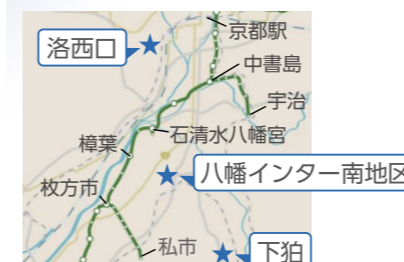 京都駅
洛西口
中書島
宇治
石清水八幡宮
樟葉
八幡インター南地区
枚方市
私市
下狛